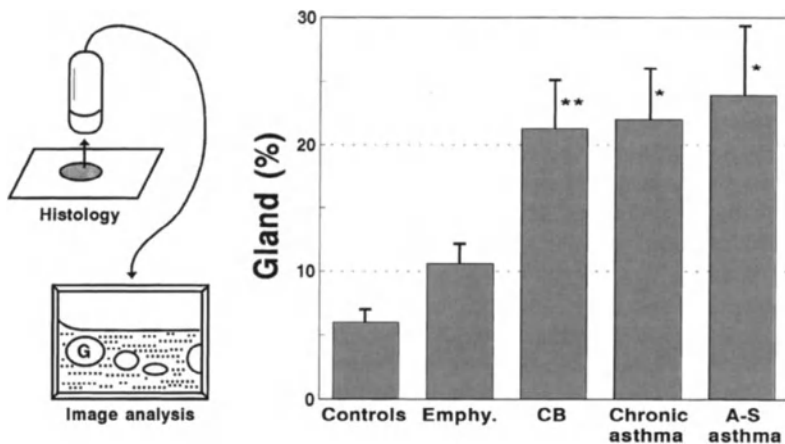 Histology
G
Image analysis
Gland (%)
30
20
10
0
**
*
*
Controls
Emphy.
CB
Chronic
asthma
A-S
asthma